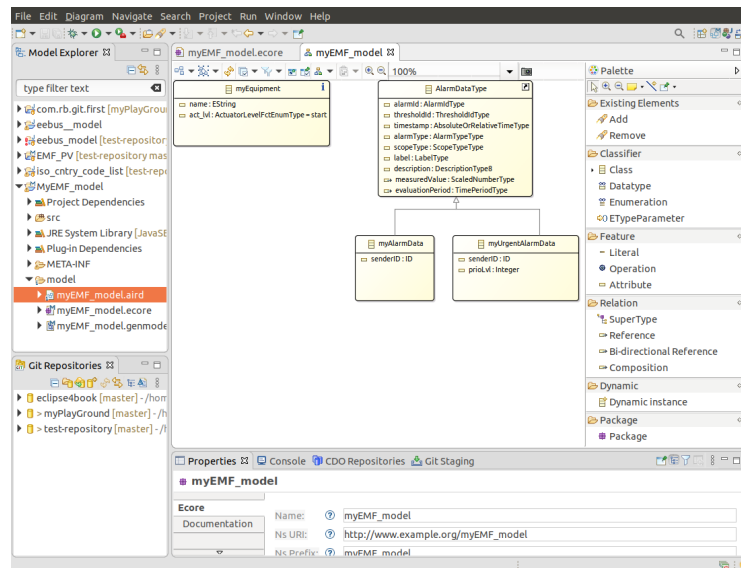 File Edit Diagram Navigate Search Project Run Window Help
Model Explorer
myEMF_model.ecore
myEMF_model
100%
type filter text
com.rb.git.first [myPlayGrou
eebus__model
eebus_model [test-repositor
EMF_PV [test-repository mas
iso_cntry_code_list [test-repo
MyEMF_model
Project Dependencies
src
JRE System Library [JavaSE
Plug-in Dependencies
META-INF
model
myEMF_model.aird
myEMF_model.ecore
myEMF_model.genmode
myEquipment
name : EString
act_lvl : ActuatorLevelFctEnumType = start
AlarmDataType
alarmId : AlarmIdType
thresholdId : ThresholdIdType
timestamp : AbsoluteOrRelativeTimeType
alarmType : AlarmTypeType
scopeType : ScopeTypeType
label : LabelType
description : DescriptionType8
measuredValue : ScaledNumberType
evaluationPeriod : TimePeriodType
myAlarmData
senderID : ID
myUrgentAlarmData
senderID : ID
prioLvl : Integer
Palette
Existing Elements
Add
Remove
Classifier
Class
Datatype
Enumeration
ETypeParameter
Feature
Literal
Operation
Attribute
Relation
SuperType
Reference
Bi-directional Reference
Composition
Dynamic
Dynamic instance
Package
Package
Git Repositories
eclipse4book [master] - /hom
> myPlayGround [master] - /h
> test-repository [master] - /h
Properties
Console
CDO Repositories
Git Staging
myEMF_model
Ecore
Documentation
Name:
myEMF_model
Ns URI:
http://www.example.org/myEMF_model
Ns Prefix:
myEMF_model